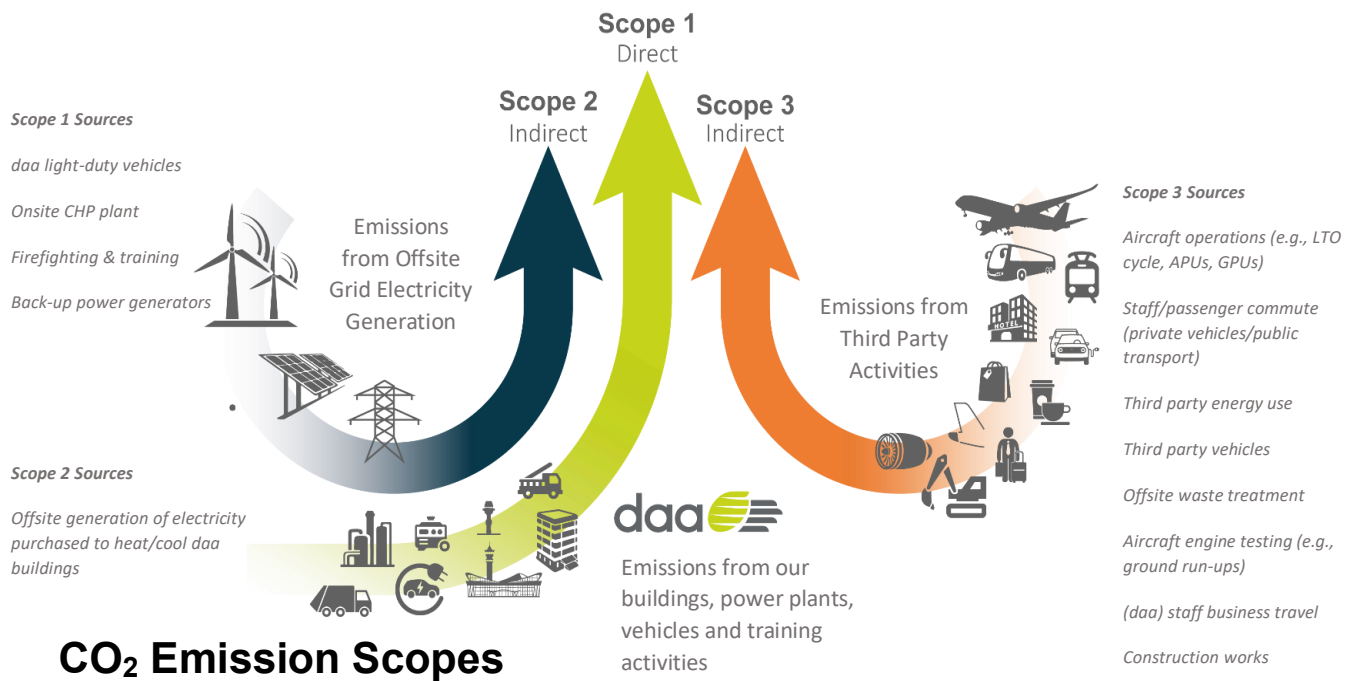 Scope 1
Direct
Scope 2
Indirect
Scope 3
Indirect
Scope 1 Sources
daa light-duty vehicles
Onsite CHP plant
Firefighting & training
Back-up power generators
Emissions
from Offsite
Grid Electricity
Generation
Emissions from
Third Party
Activities
HOTEL
Scope 3 Sources
Aircraft operations (e.g., LTO
cycle, APUs, GPUs)
Staff/passenger commute
(private vehicles/public
transport)
Third party energy use
Third party vehicles
Offsite waste treatment
Aircraft engine testing (e.g.,
ground run-ups)
(daa) staff business travel
Construction works
Scope 2 Sources
Offsite generation of electricity
purchased to heat/cool daa
buildings
daa
Emissions from our
buildings, power plants,
vehicles and training
activities
CO₂ Emission Scopes